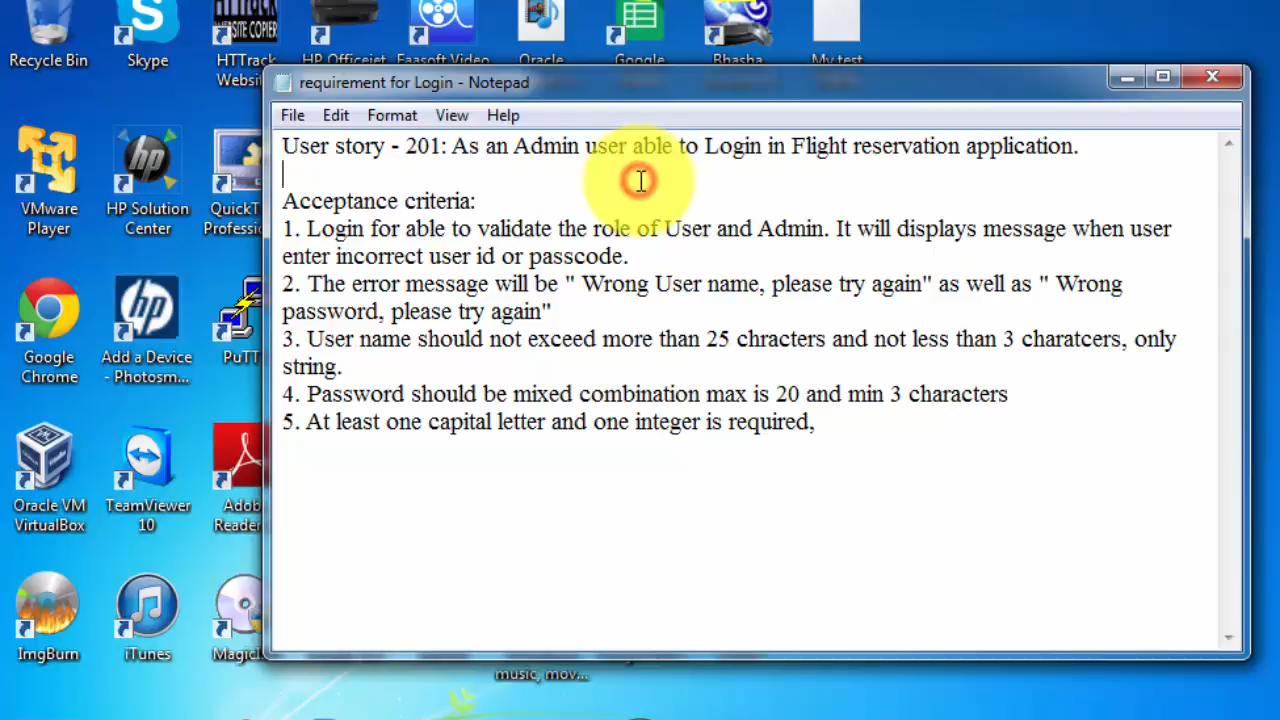 Recycle Bin
Skype
HTTrack
Websit
HP Officejet
Eaasoft Video
Oracle
Google
Bhasha
My test
requirement for Login - Notepad
File Edit Format View Help
User story - 201: As an Admin user able to Login in Flight reservation application.
Acceptance criteria:
1. Login for able to validate the role of User and Admin. It will displays message when user
enter incorrect user id or passcode.
2. The error message will be " Wrong User name, please try again" as well as " Wrong
password, please try again"
3. User name should not exceed more than 25 chracters and not less than 3 charatcers, only
string.
4. Password should be mixed combination max is 20 and min 3 characters
5. At least one capital letter and one integer is required,
VMware
Player
HP Solution
Center
Quick
Profession
Google
Chrome
Add a Device
- Photosm...
PuTT
Oracle VM
VirtualBox
TeamViewer
10
Adob
Reader
ImgBurn
iTunes
MagicI
music, mov...